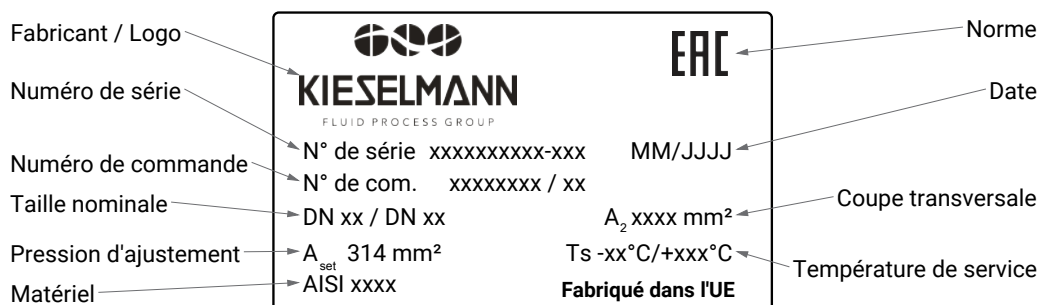 Fabricant / Logo
Numéro de série
Numéro de commande
Taille nominale
Pression d'ajustement
Matériel
KIESELMANN
FLUID PROCESS GROUP
EAC
N° de série xxxxxxxxxx-xxx MM/JJJJ
N° de com. xxxxxxxx / xx
DN xx / DN xx A₂ xxxx mm²
A set 314 mm² Ts -xx°C/+xxx°C
AISI xxxx Fabriqué dans l'UE
Norme
Date
Coupe transversale
Température de service